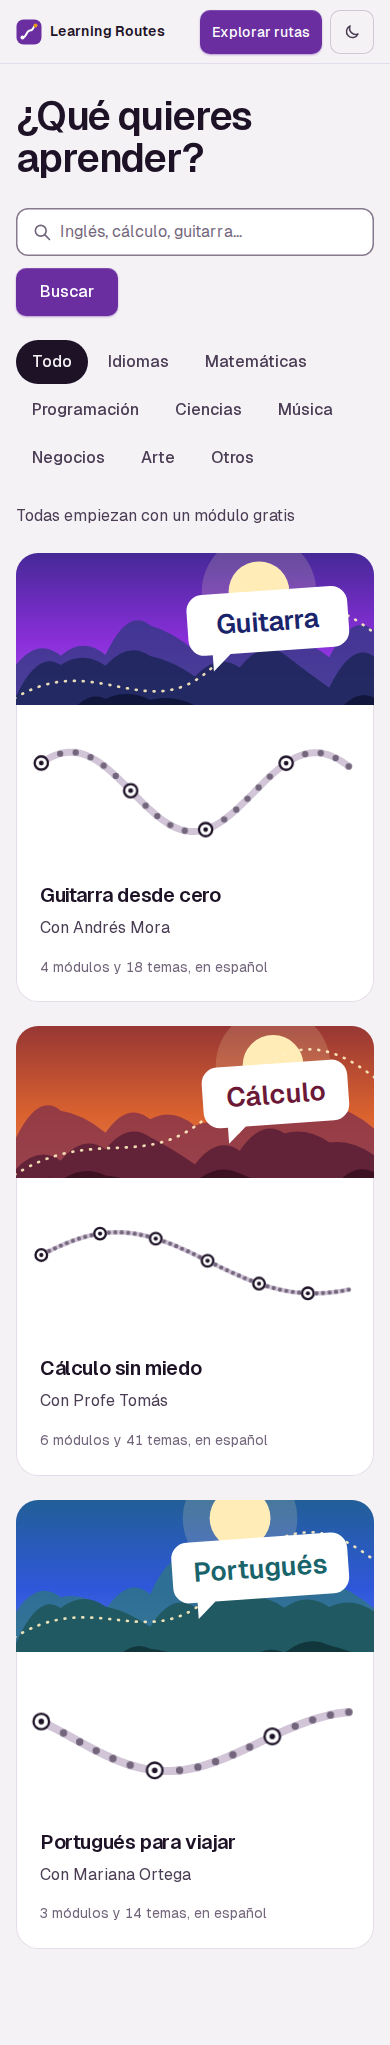 Learning Routes
Explorar rutas
¿Qué quieres
aprender?
Inglés, cálculo, guitarra...
Buscar
Todo
Idiomas
Matemáticas
Programación
Ciencias
Música
Negocios
Arte
Otros
Todas empiezan con un módulo gratis
Guitarra
Guitarra desde cero
Con Andrés Mora
4 módulos y 18 temas, en español
Cálculo
Cálculo sin miedo
Con Profe Tomás
6 módulos y 41 temas, en español
Portugués
Portugués para viajar
Con Mariana Ortega
3 módulos y 14 temas, en español